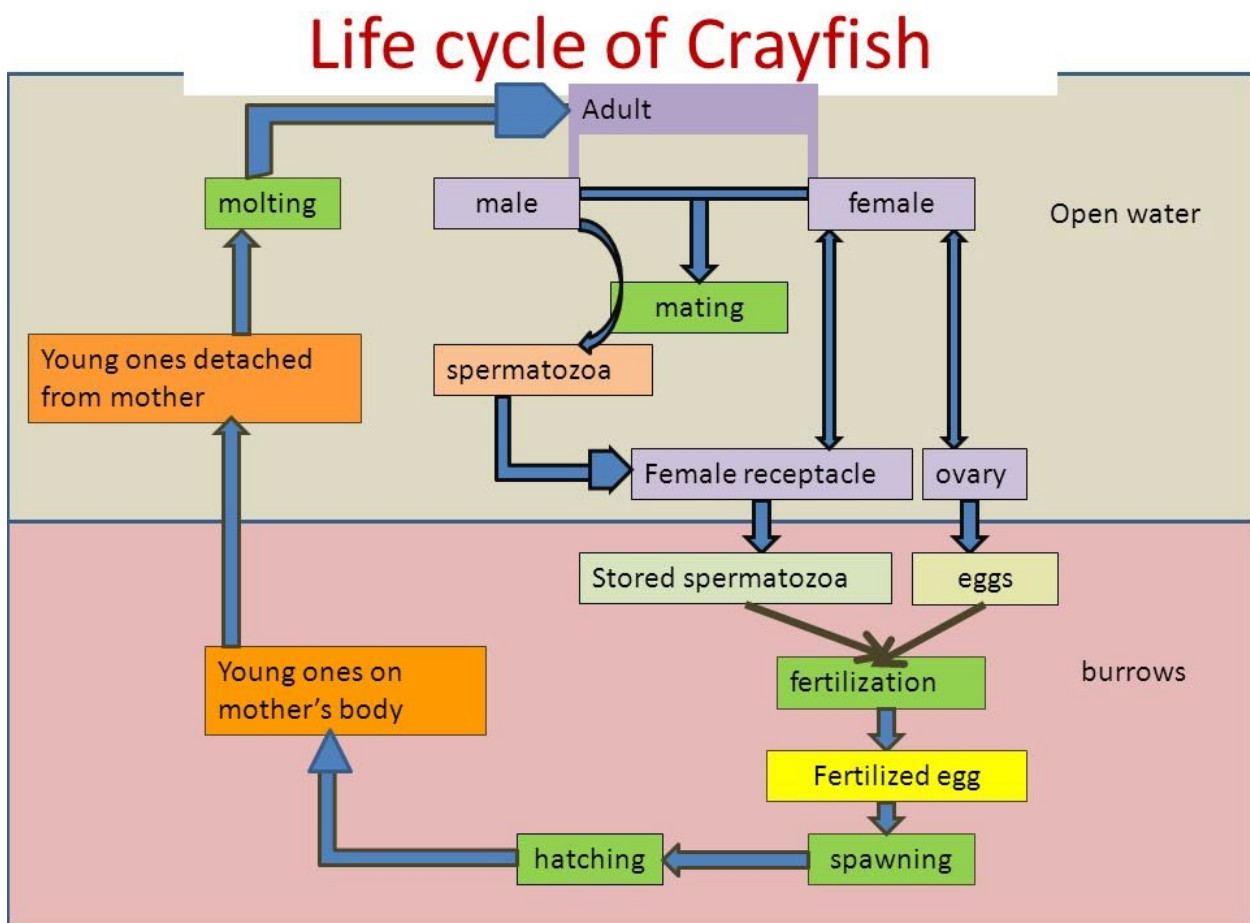 Life cycle of Crayfish
Adult
molting
male
female
Open water
mating
Young ones detached
from mother
spermatozoa
Female receptacle
ovary
Stored spermatozoa
eggs
Young ones on
mother’s body
fertilization
burrows
Fertilized egg
hatching
spawning